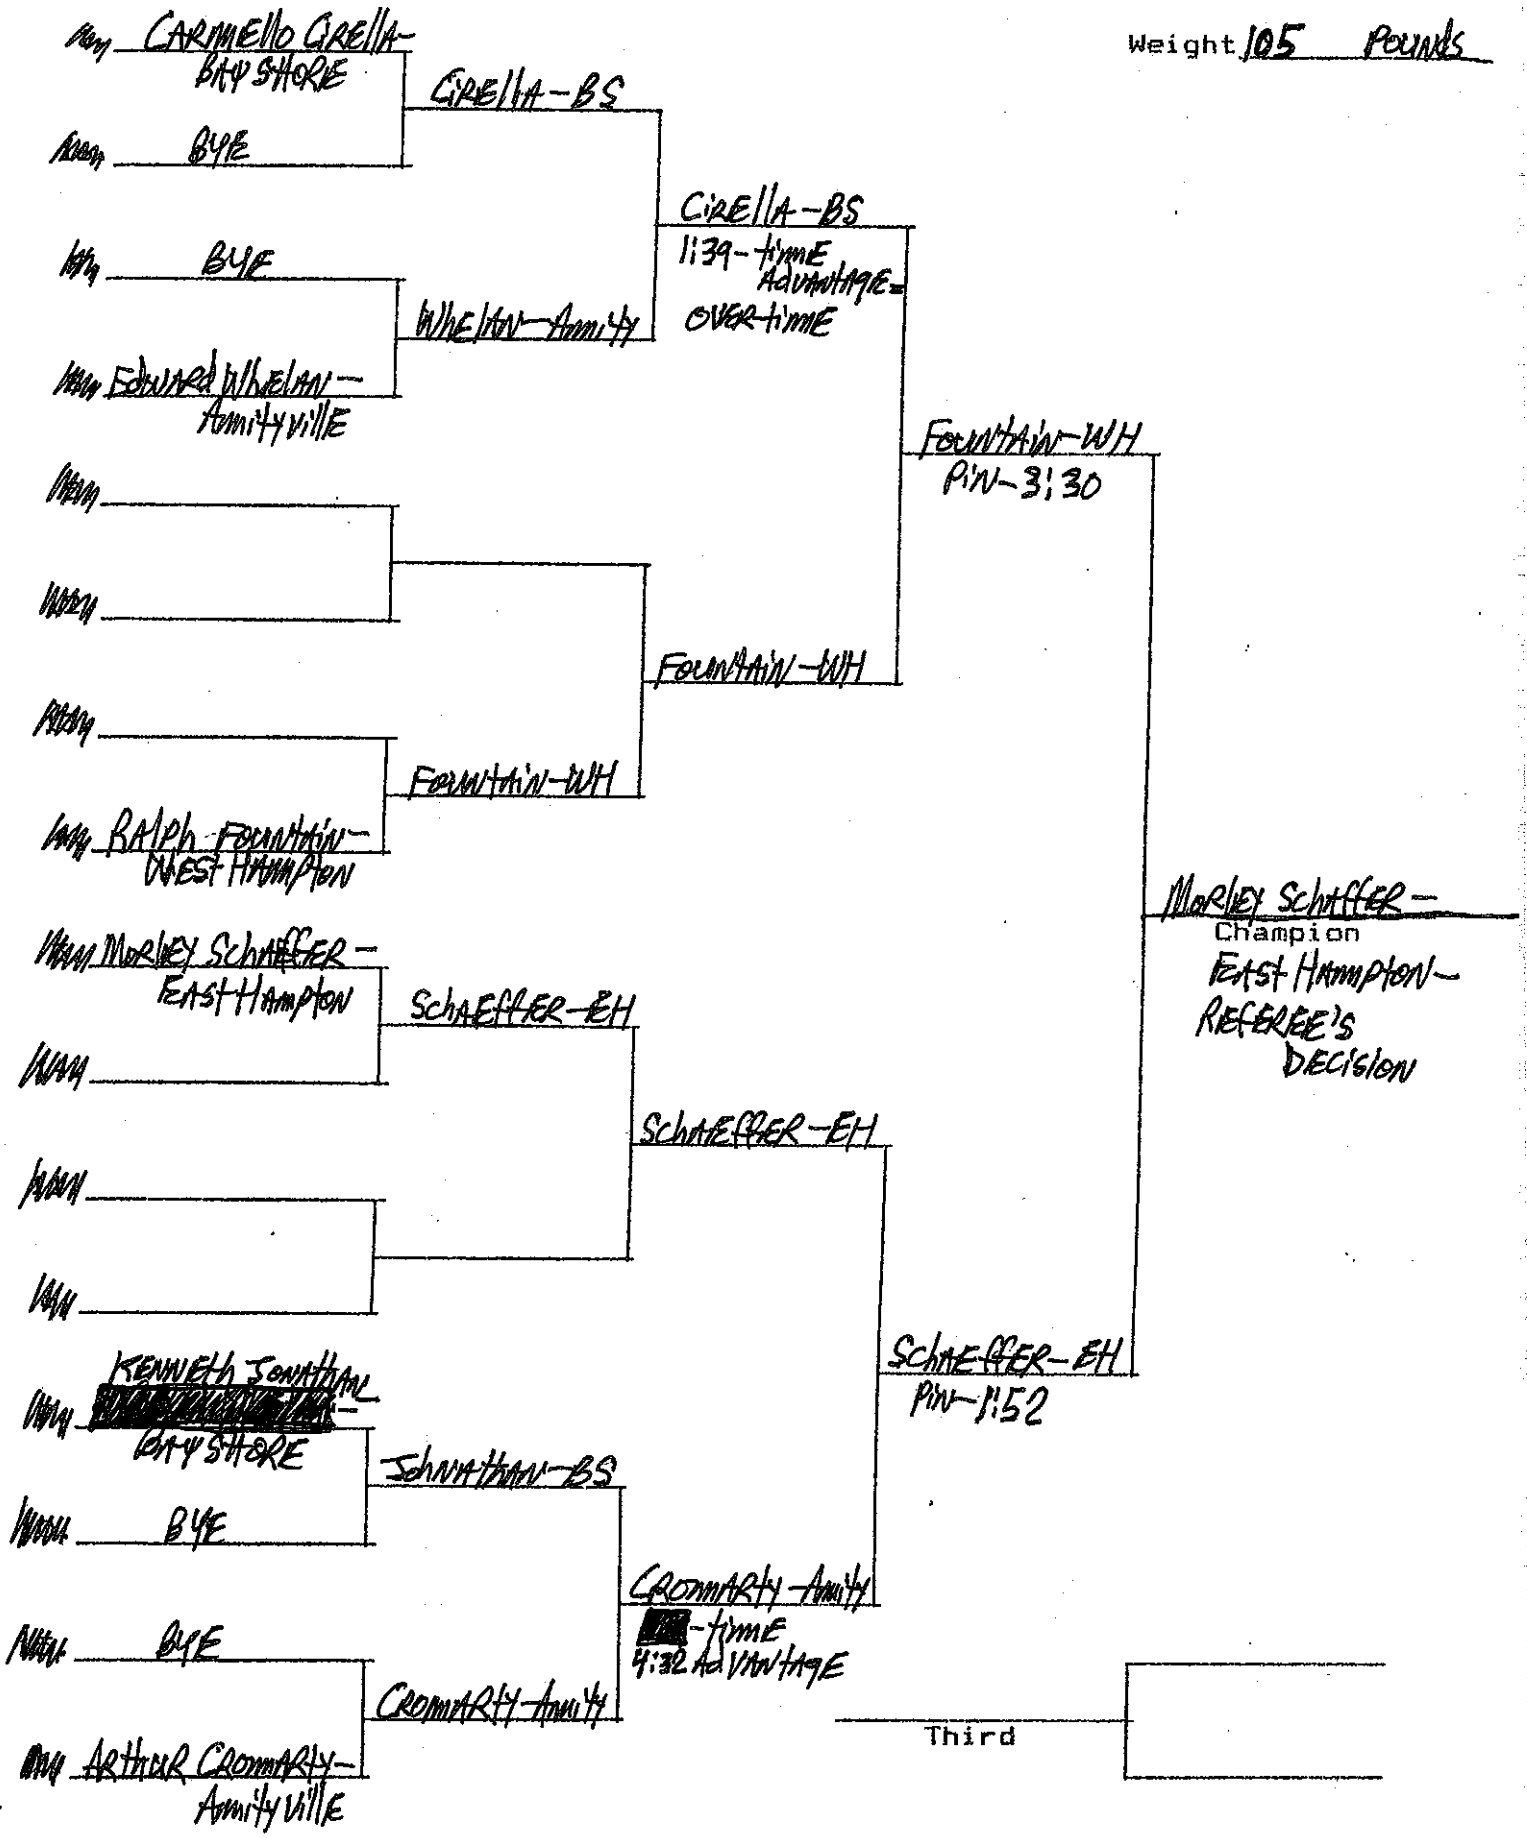 Weight 105 POUNDS
CARMELLO CIRELLA-
BAY SHORE
CIRELLA-BS
BYE
CIRELLA-BS
1:39-time
AdvANTAGE-
OVERtime
BYE
WHELAN-Amity
Edward WHELAN-
Amityville
FOUNTAIN-WH
PiN-3:30
FOUNTAIN-WH
FOUNTAIN-WH
RAlph FOUNTAIN-
WEST HAMPTON
MORLEY SCHAFFER-
Champion
EAST HAMPTON-
REFEREE'S
DECISION
MORLEY SCHAEFFER-
EAST HAMPTON
SCHAEFFER-EH
SCHAEFFER-EH
SCHAEFFER-EH
PiN-1:52
KENNETH JONATHAN
BAY SHORE
JOHNATHAN-BS
BYE
CROMARTY-Amity
-time
4:32 AdVANTAGE
BYE
CROMARTY-Amity
ARTHUR CROMARTY-
Amityville
Third